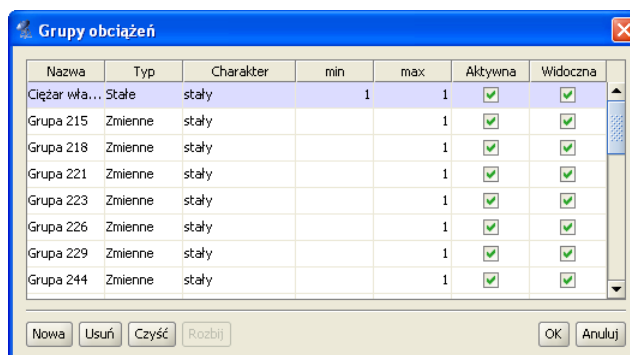 Grupy obciążeń
Nazwa Typ Charakter min max Aktywna Widoczna
Ciężar wła... Stałe stały 1 1
Grupa 215 Zmienne stały 1
Grupa 218 Zmienne stały 1
Grupa 221 Zmienne stały 1
Grupa 223 Zmienne stały 1
Grupa 226 Zmienne stały 1
Grupa 229 Zmienne stały 1
Grupa 244 Zmienne stały 1
Nowa Usuń Czyść Rozbij OK Anuluj